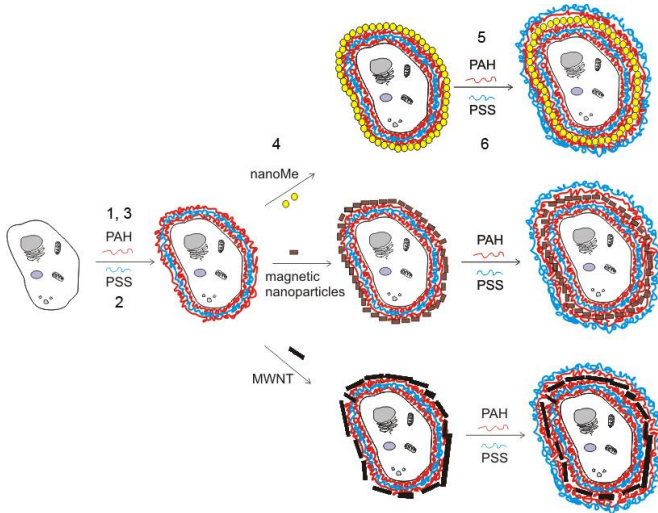 5
PAH
PSS
6
4
nanoMe
1, 3
PAH
PSS
2
magnetic
nanoparticles
PAH
PSS
MWNT
PAH
PSS